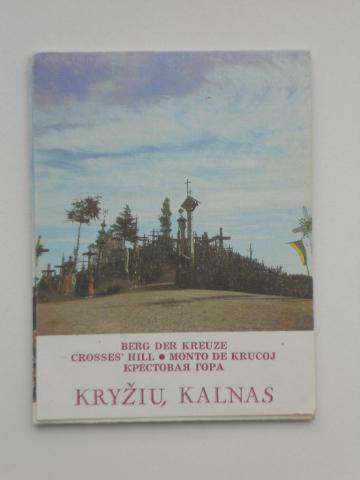 BERG DER KREUZE
CROSSES' HILL • MONTO DE KRUCOJ
КРЕСТОВАЯ ГОРА
KRYŽIŲ KALNAS